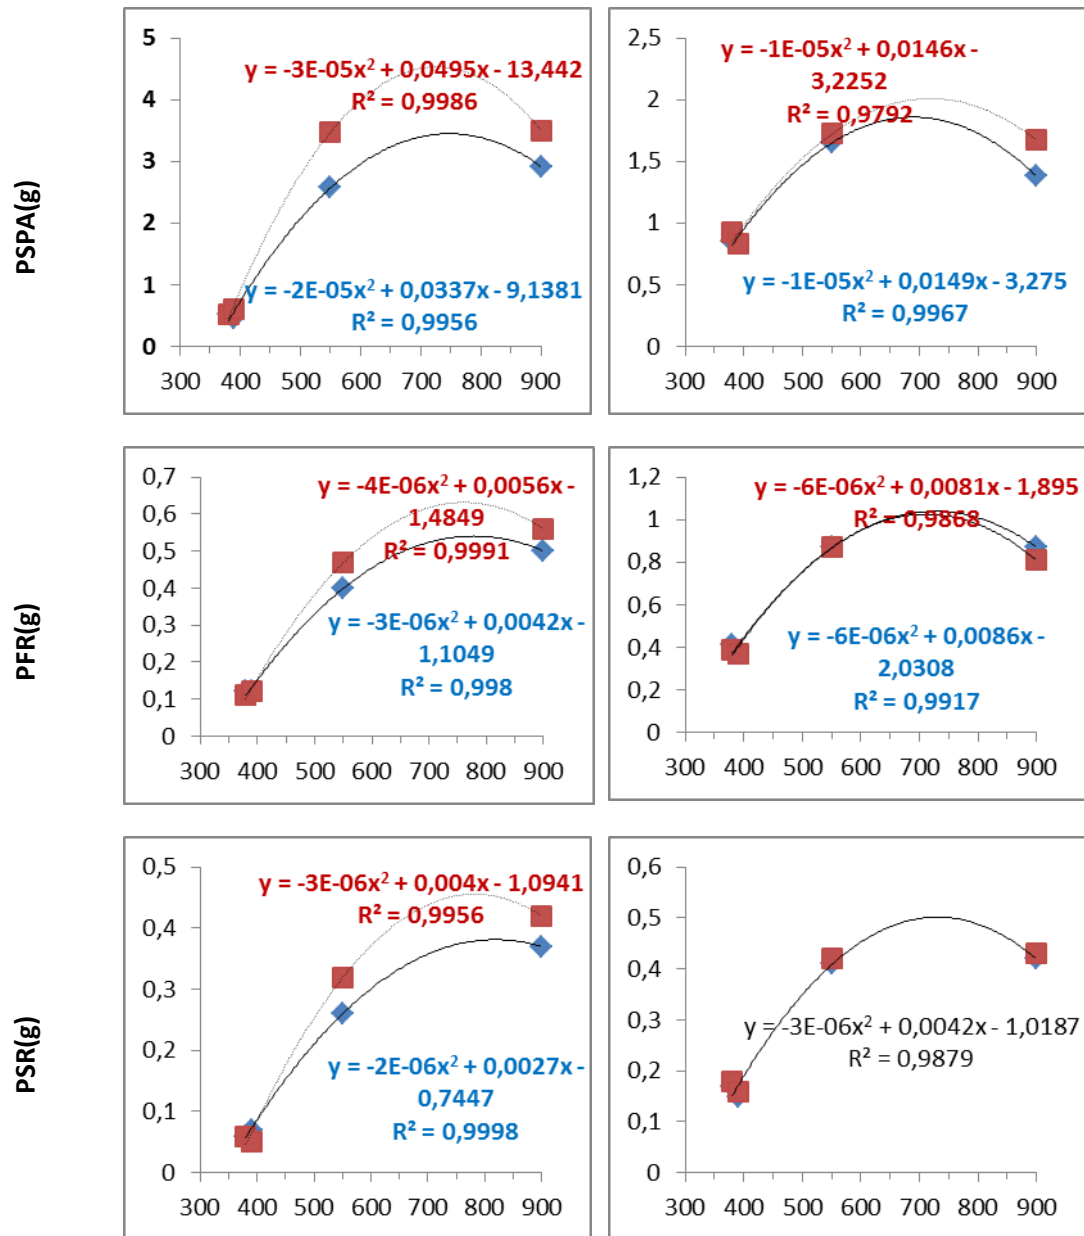 PSPA(g)
5
4
3
2
1
0
300 400 500 600 700 800 900
y = -3E-05x² + 0,0495x - 13,442
R² = 0,9986
y = -2E-05x² + 0,0337x - 9,1381
R² = 0,9956
2,5
2
1,5
1
0,5
0
300 400 500 600 700 800 900
y = -1E-05x² + 0,0146x -
3,2252
R² = 0,9792
y = -1E-05x² + 0,0149x - 3,275
R² = 0,9967
PFR(g)
0,7
0,6
0,5
0,4
0,3
0,2
0,1
0
300 400 500 600 700 800 900
y = -4E-06x² + 0,0056x -
1,4849
R² = 0,9991
y = -3E-06x² + 0,0042x -
1,1049
R² = 0,998
1,2
1
0,8
0,6
0,4
0,2
0
300 400 500 600 700 800 900
y = -6E-06x² + 0,0081x - 1,895
R² = 0,9868
y = -6E-06x² + 0,0086x -
2,0308
R² = 0,9917
PSR(g)
0,5
0,4
0,3
0,2
0,1
0
300 400 500 600 700 800 900
y = -3E-06x² + 0,004x - 1,0941
R² = 0,9956
y = -2E-06x² + 0,0027x -
0,7447
R² = 0,9998
0,6
0,5
0,4
0,3
0,2
0,1
0
300 400 500 600 700 800 900
y = -3E-06x² + 0,0042x - 1,0187
R² = 0,9879